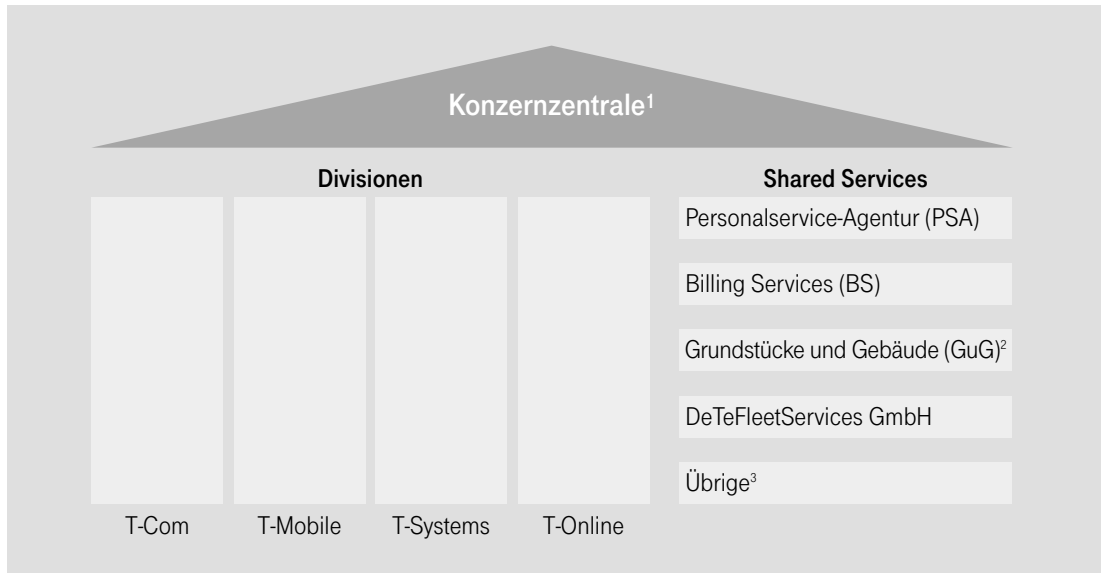 Konzernzentrale¹
Divisionen
Shared Services
Personalservice-Agentur (PSA)
Billing Services (BS)
Grundstücke und Gebäude (GuG)²
DeTeFleetServices GmbH
Übrige³
T-Com
T-Mobile
T-Systems
T-Online